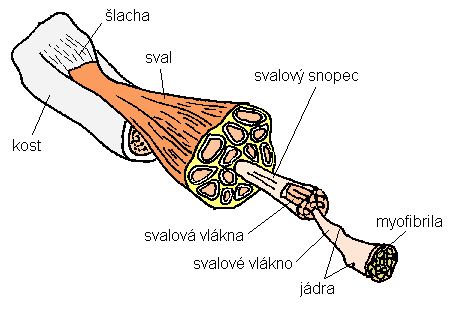 šlacha
sval
svalový snopec
kost
myofibrila
svalová vlákna
svalové vlákno
jádra